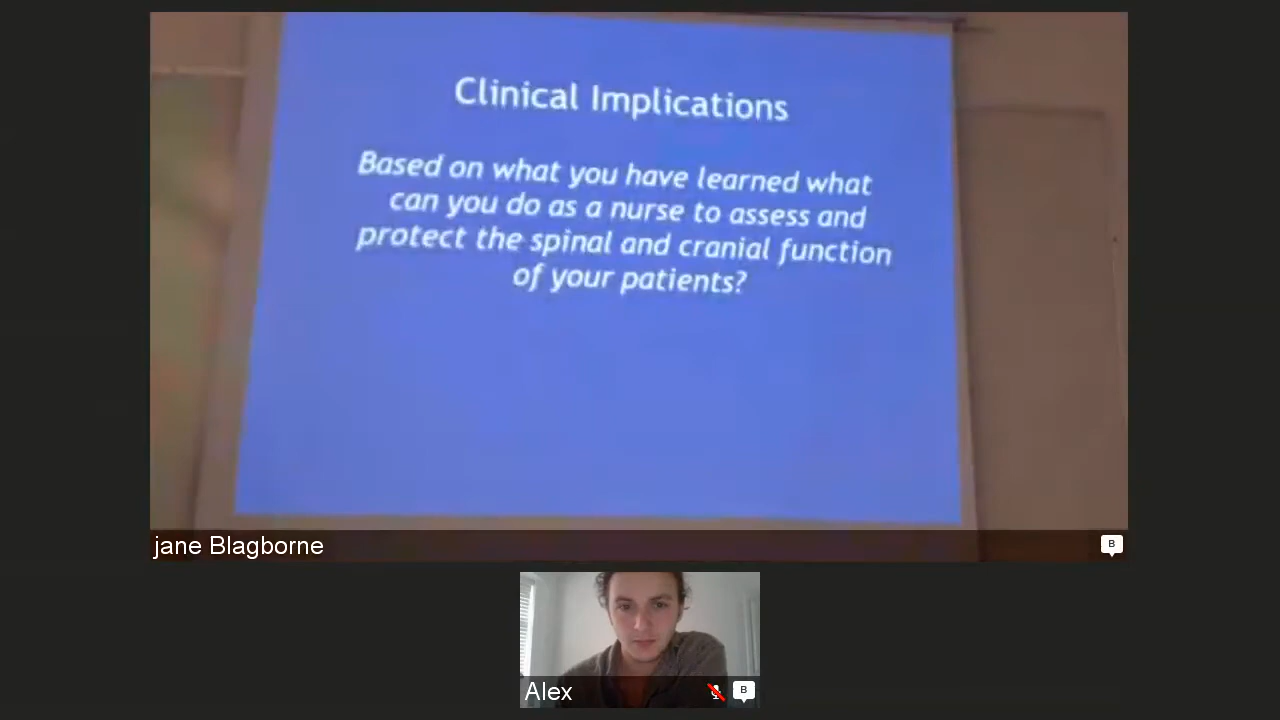 Clinical Implications
Based on what you have learned what
can you do as a nurse to assess and
protect the spinal and cranial function
of your patients?
jane Blagborne
B
Alex
B